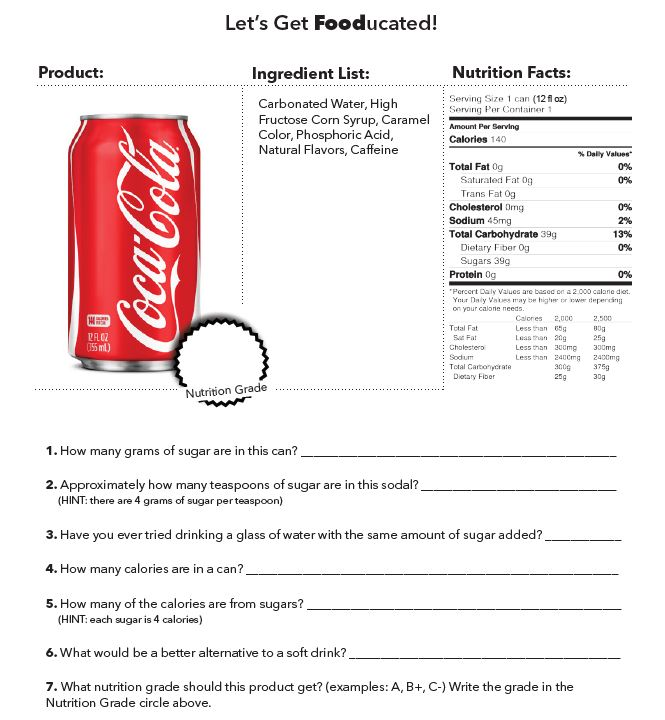 Let's Get Fooducated!
Product:
Ingredient List:
Nutrition Facts:
Carbonated Water, High
Fructose Corn Syrup, Caramel
Color, Phosphoric Acid,
Natural Flavors, Caffeine
Coca-Cola
12 FL OZ
(355 mL)
Nutrition Grade
Serving Size 1 can (12 fl oz)
Serving Per Container 1
Amount Per Serving
Calories 140
% Daily Values*
Total Fat 0g 0%
Saturated Fat 0g 0%
Trans Fat 0g
Cholesterol 0mg 0%
Sodium 45mg 2%
Total Carbohydrate 39g 13%
Dietary Fiber 0g 0%
Sugars 39g
Protein 0g 0%
*Percent Daily Values are based on a 2,000 calorie diet.
Your Daily Values may be higher or lower depending
on your calorie needs.
Calories 2,000 2,500
Total Fat Less than 65g 80g
Sat Fat Less than 20g 25g
Cholesterol Less than 300mg 300mg
Sodium Less than 2400mg 2400mg
Total Carbohydrate 300g 375g
Dietary Fiber 25g 30g
1. How many grams of sugar are in this can?
2. Approximately how many teaspoons of sugar are in this sodal?
(HINT: there are 4 grams of sugar per teaspoon)
3. Have you ever tried drinking a glass of water with the same amount of sugar added?
4. How many calories are in a can?
5. How many of the calories are from sugars?
(HINT: each sugar is 4 calories)
6. What would be a better alternative to a soft drink?
7. What nutrition grade should this product get? (examples: A, B+, C-) Write the grade in the
Nutrition Grade circle above.